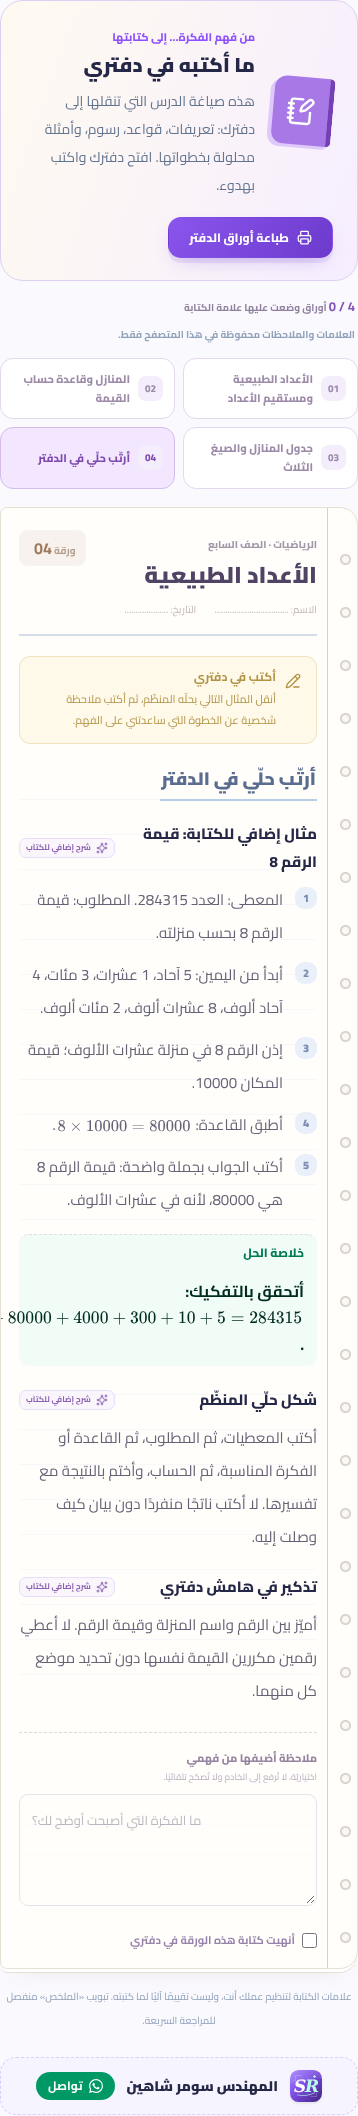 من فهم الفكرة... إلى كتابتها
ما أكتبه في دفتري
هذه صياغة الدرس التي تنقلها إلى
دفترك: تعريفات، قواعد، رسوم، وأمثلة
محلولة بخطواتها. افتح دفترك واكتب
بهدوء.
طباعة أوراق الدفتر
0 / 4 أوراق وضعت عليها علامة الكتابة
العلامات والملاحظات محفوظة في هذا المتصفح فقط.
01 الأعداد الطبيعية
ومستقيم الأعداد
02 المنازل وقاعدة حساب
القيمة
03 جدول المنازل والصيغ
الثلاث
04 أرتّب حلّي في الدفتر
الرياضيات · الصف السابع
ورقة 04
الأعداد الطبيعية
الاسم: ........................ التاريخ: ..............
أكتب في دفتري
أنقل المثال التالي بحلّه المنظّم، ثم أكتب ملاحظة
شخصية عن الخطوة التي ساعدتني على الفهم.
أرتّب حلّي في الدفتر
مثال إضافي للكتابة: قيمة
الرقم 8
شرح إضافي للكتاب
1 المعطى: العدد 284315. المطلوب: قيمة
الرقم 8 بحسب منزلته.
2 أبدأ من اليمين: 5 آحاد، 1 عشرات، 3 مئات، 4
آحاد ألوف، 8 عشرات ألوف، 2 مئات ألوف.
3 إذن الرقم 8 في منزلة عشرات الألوف؛ قيمة
المكان 10000.
4 أطبق القاعدة: 8 × 10000 = 80000 .
5 أكتب الجواب بجملة واضحة: قيمة الرقم 8
هي 80000، لأنه في عشرات الألوف.
خلاصة الحل
أتحقق بالتفكيك:
80000 + 4000 + 300 + 10 + 5 = 284315
.
شكل حلّي المنظّم
شرح إضافي للكتاب
أكتب المعطيات، ثم المطلوب، ثم القاعدة أو
الفكرة المناسبة، ثم الحساب، وأختم بالنتيجة مع
تفسيرها. لا أكتب ناتجًا منفردًا دون بيان كيف
وصلت إليه.
تذكير في هامش دفتري
شرح إضافي للكتاب
أميّز بين الرقم واسم المنزلة وقيمة الرقم. لا أعطي
رقمين مكررين القيمة نفسها دون تحديد موضع
كل منهما.
ملاحظة أضيفها من فهمي
اختيارية، لا تُرفع إلى الخادم ولا تُصحّح تلقائيًا.
ما الفكرة التي أصبحت أوضح لك؟
أنهيت كتابة هذه الورقة في دفتري
علامات الكتابة لتنظيم عملك أنت، وليست تقييمًا آليًا لما كتبته. تبويب «الملخص» منفصل
للمراجعة السريعة.
SR المهندس سومر شاهين
تواصل